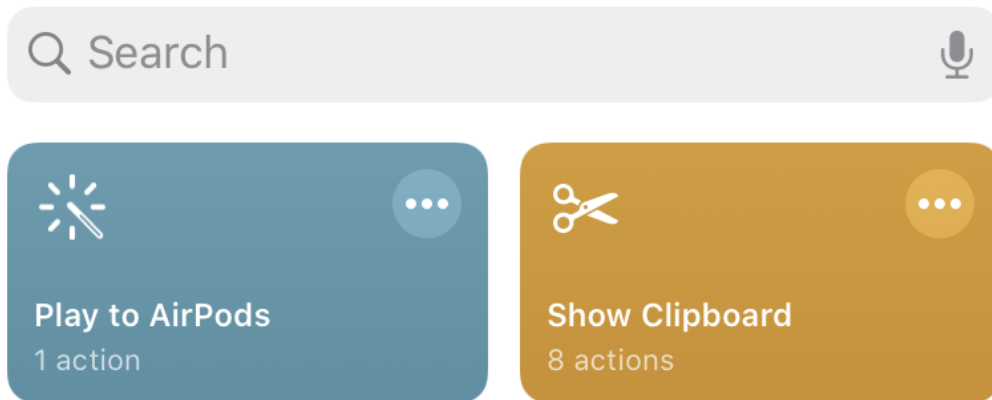 Search
Play to AirPods
1 action
Show Clipboard
8 actions